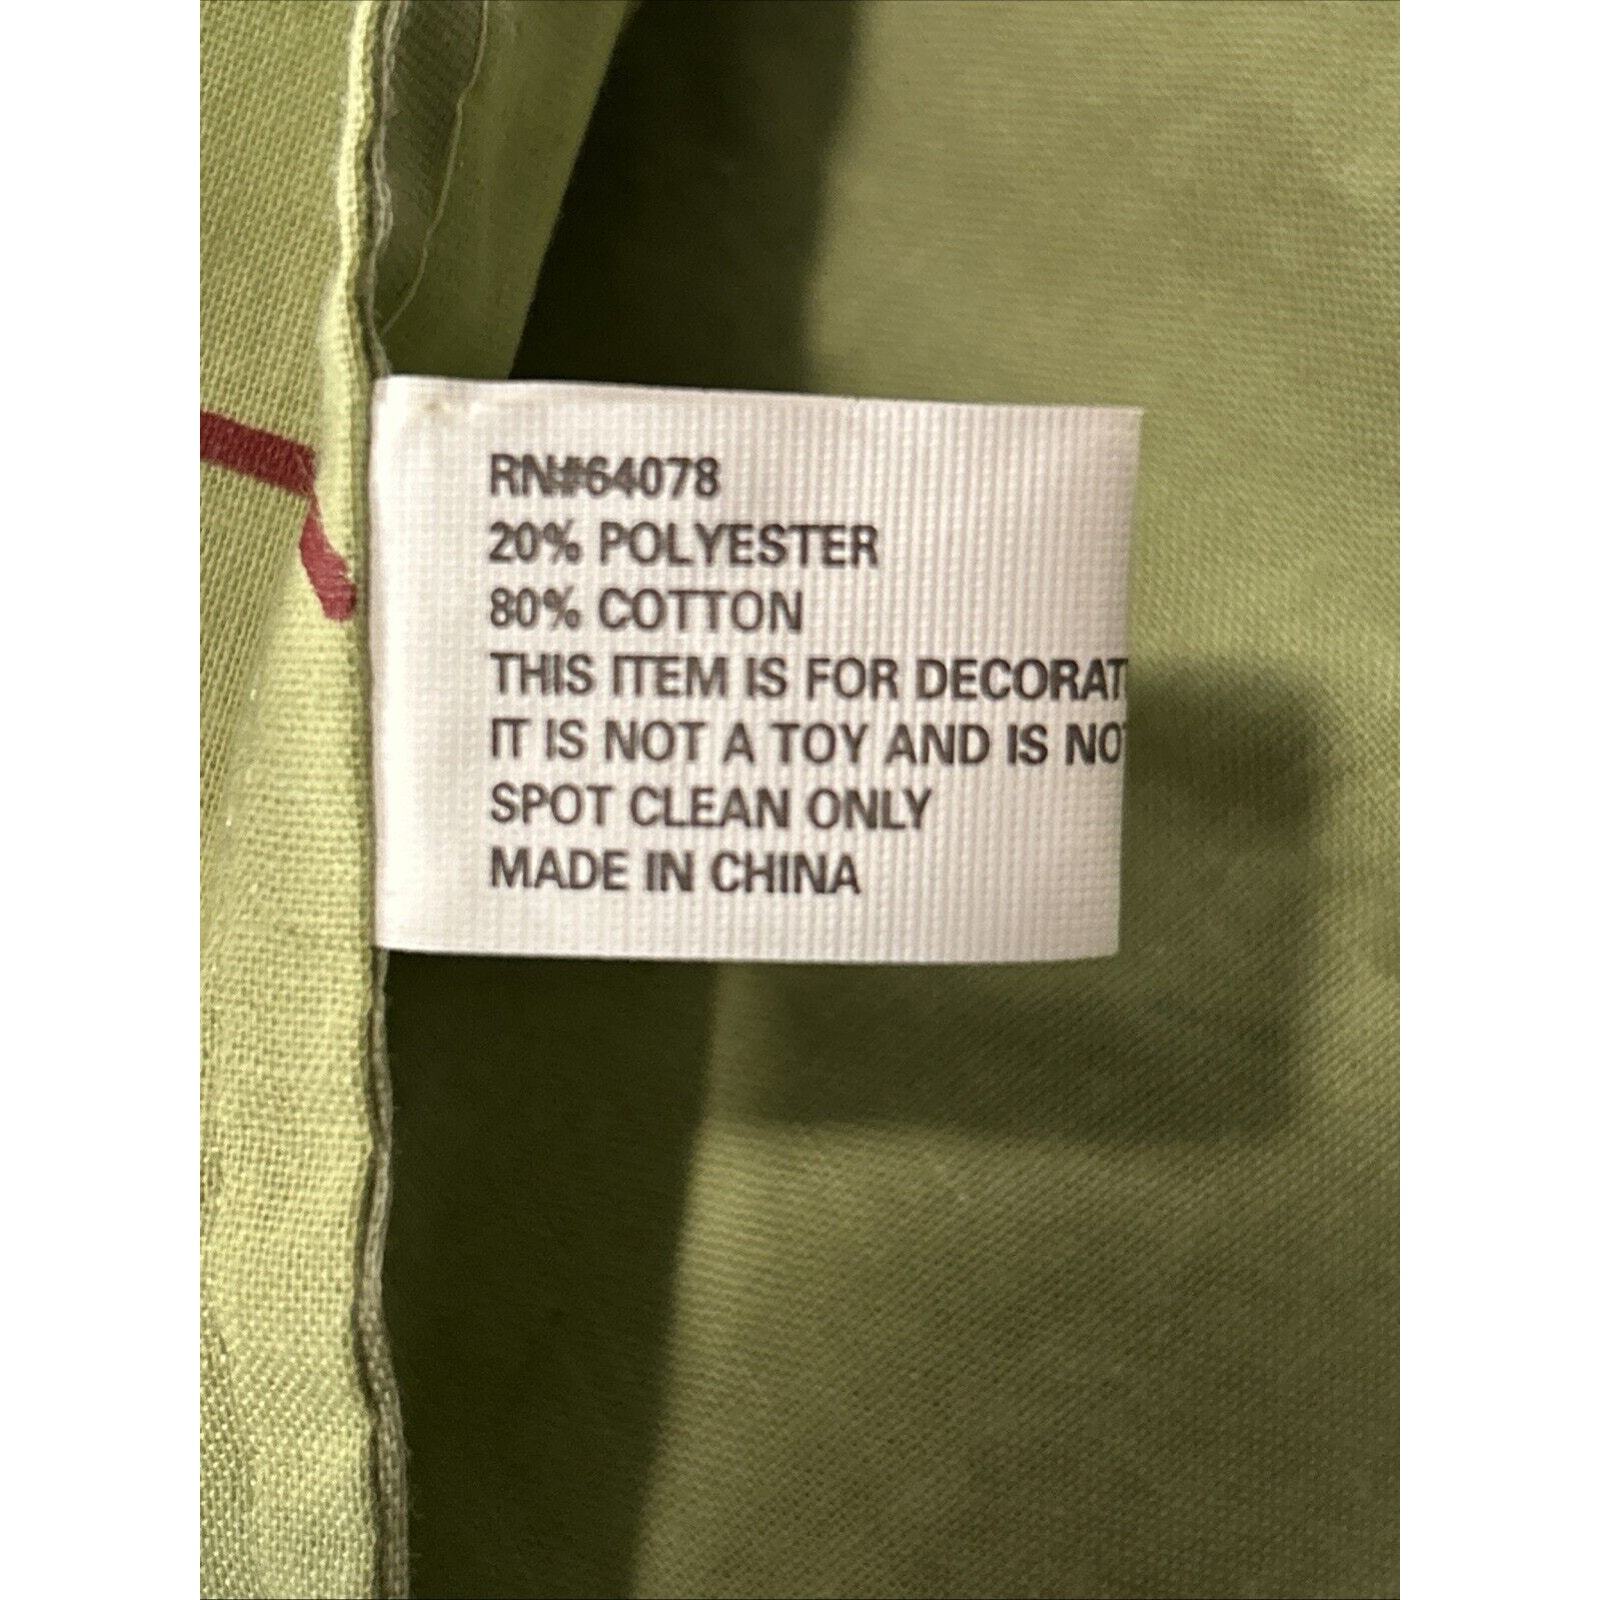 RN#64078
20% POLYESTER
80% COTTON
THIS ITEM IS FOR DECORAT
IT IS NOT A TOY AND IS NO
SPOT CLEAN ONLY
MADE IN CHINA